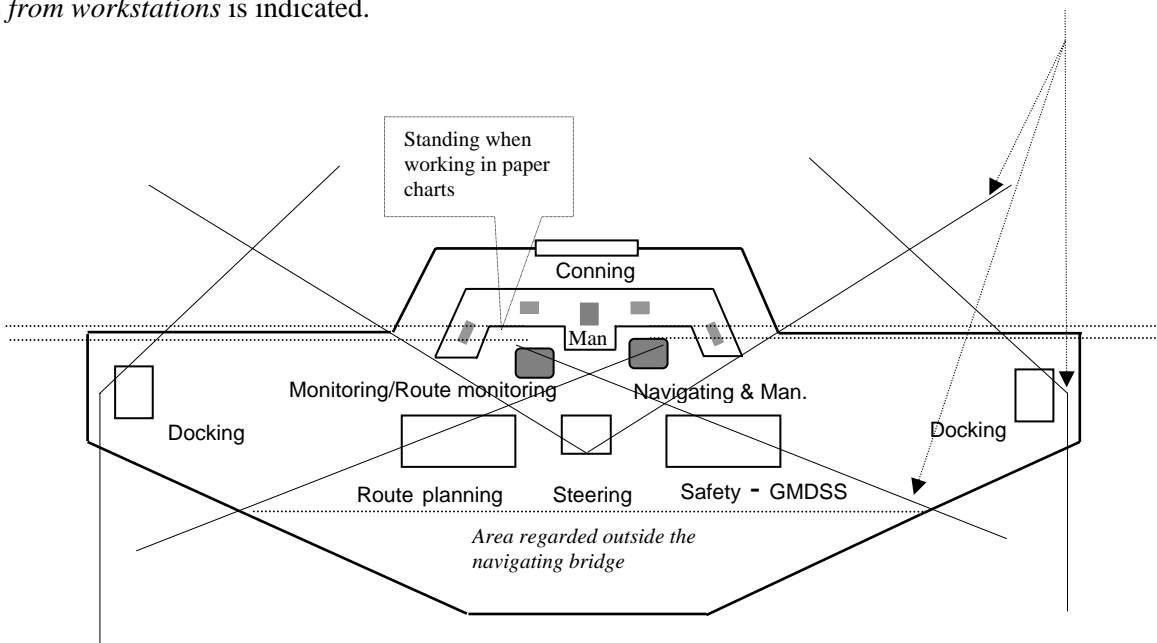 from workstations is indicated.
Standing when
working in paper
charts
Conning
Man
Monitoring/Route monitoring
Navigating & Man.
Docking
Docking
Route planning
Steering
Safety - GMDSS
Area regarded outside the
navigating bridge